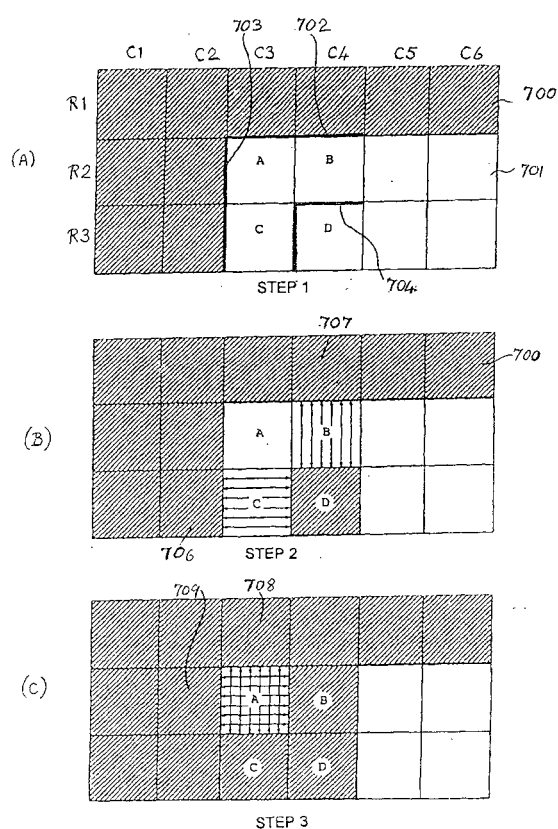 703 702
C1 C2 C3 C4 C5 C6
R1 700
(A) R2 A B 701
R3 C D
STEP 1 704
707
700
(B) A B
C D
706 STEP 2
709 708
(C) A B
C D
STEP 3